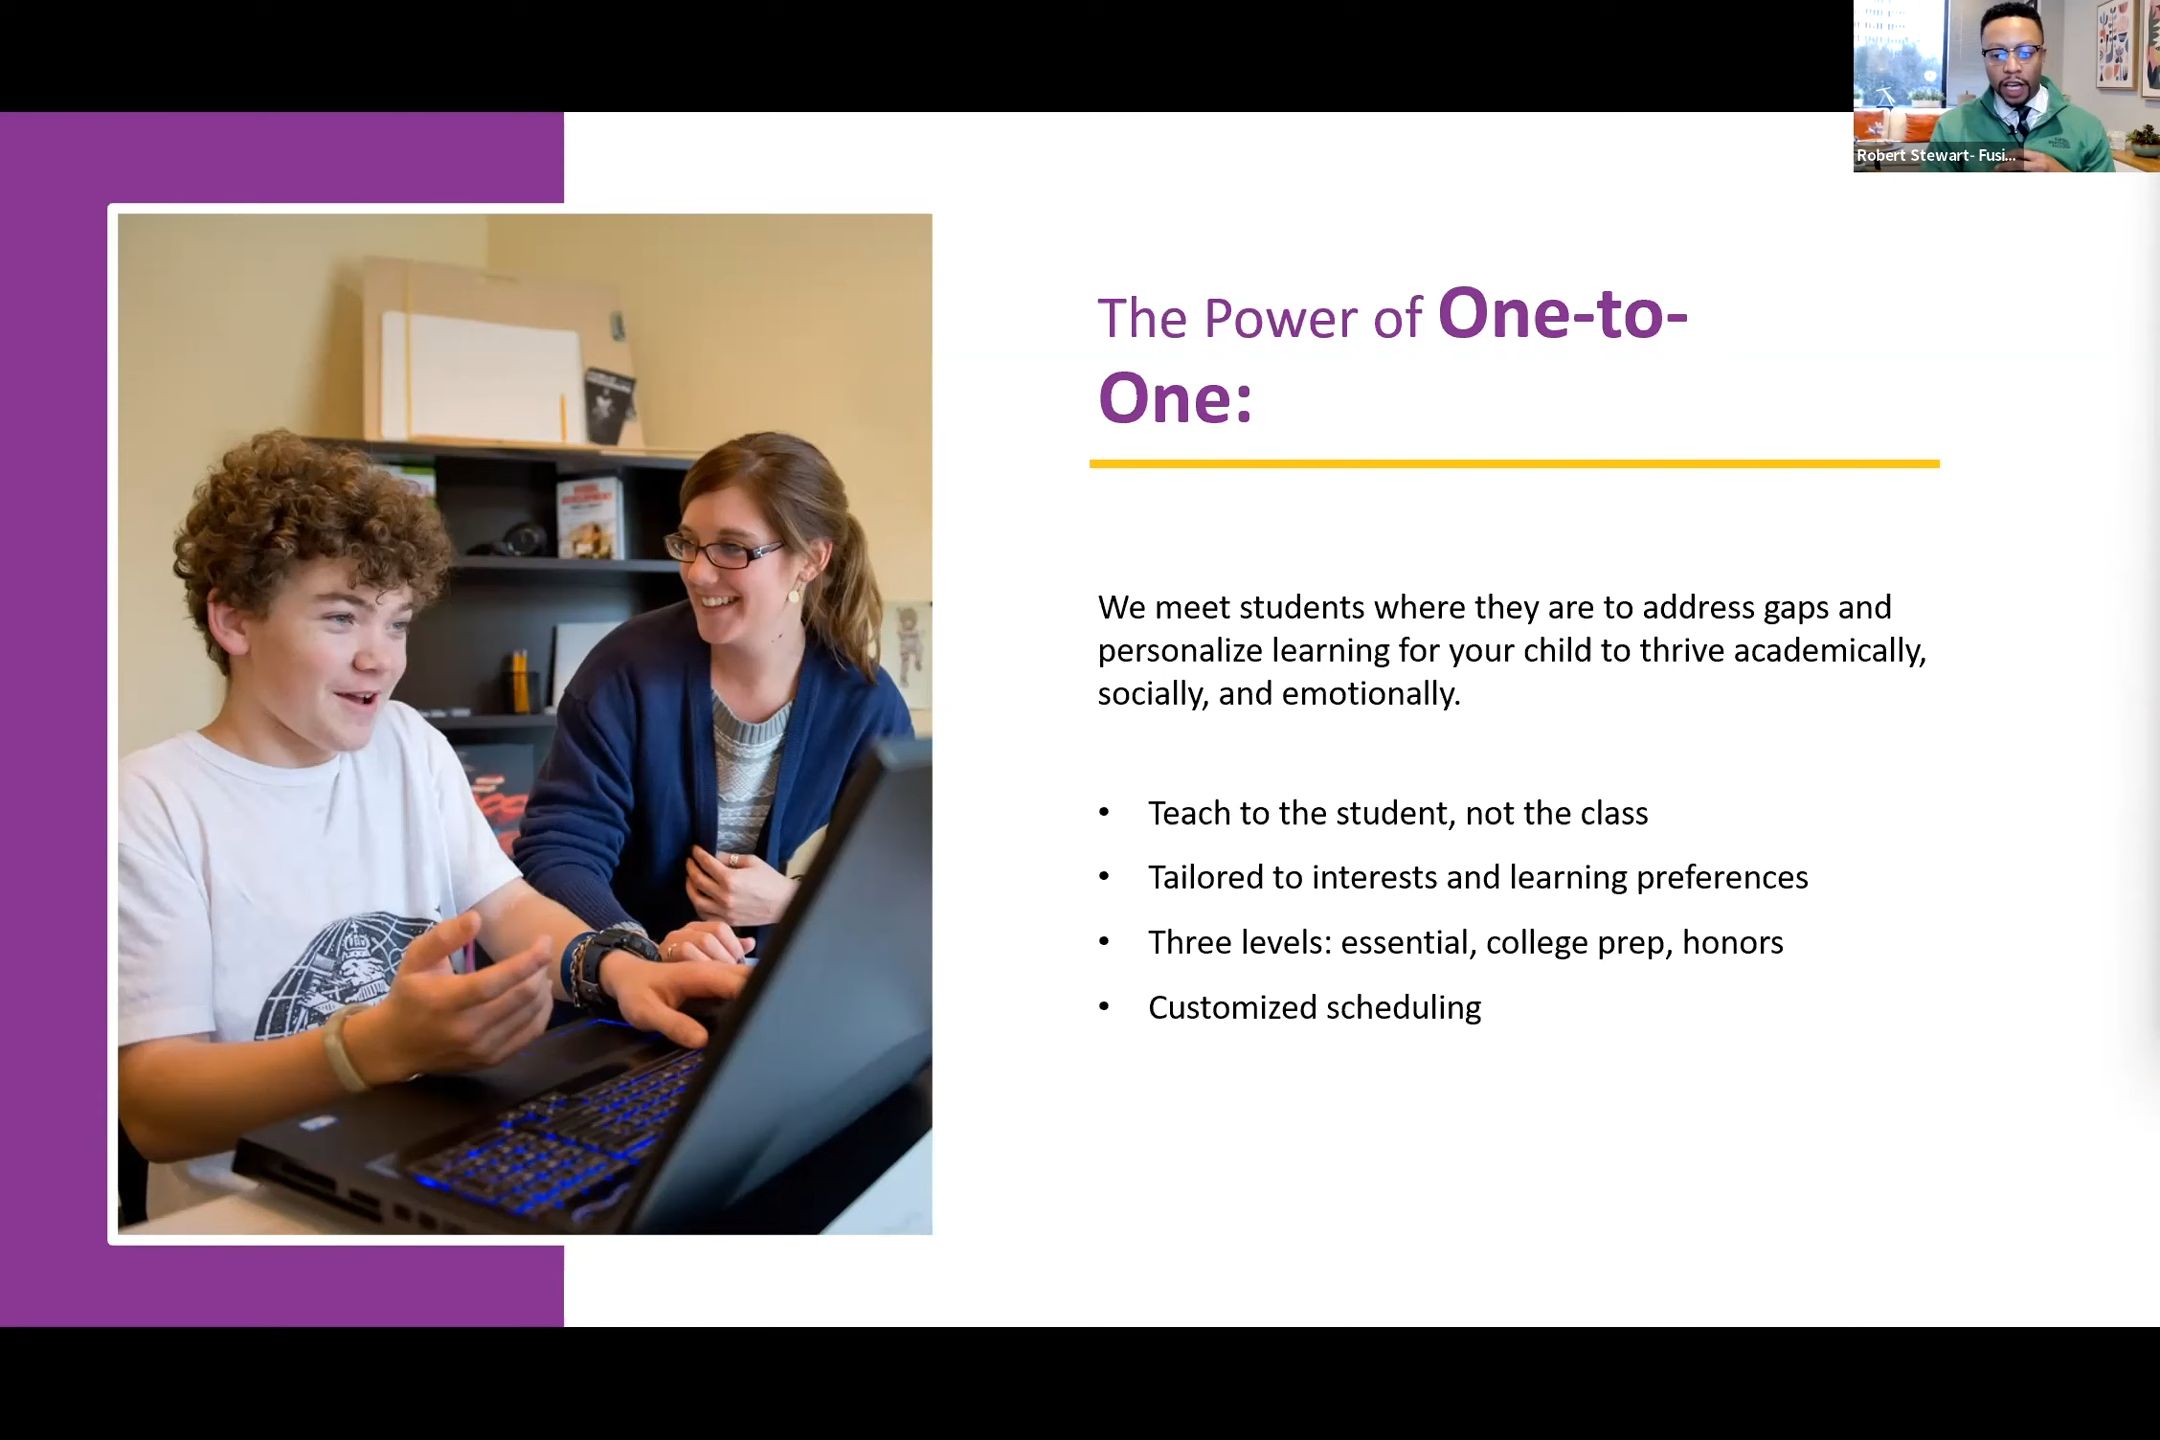 Robert Stewart- Fusi...
The Power of One-to-
One:
We meet students where they are to address gaps and
personalize learning for your child to thrive academically,
socially, and emotionally.
• Teach to the student, not the class
• Tailored to interests and learning preferences
• Three levels: essential, college prep, honors
• Customized scheduling